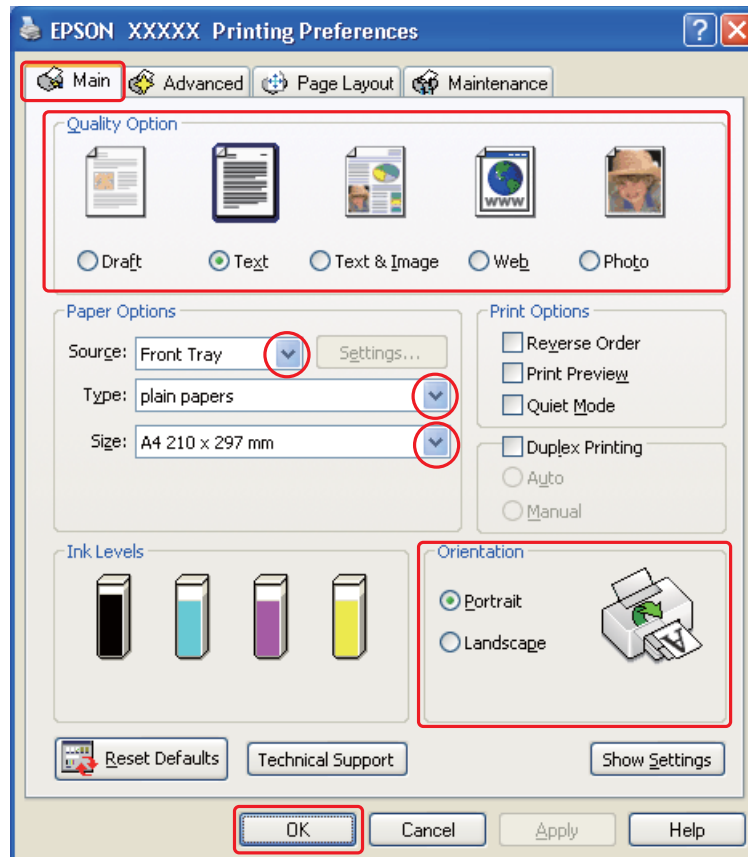 EPSON XXXXX Printing Preferences
Main
Advanced
Page Layout
Maintenance
Quality Option
WWW
Draft
Text
Text & Image
Web
Photo
Paper Options
Source: Front Tray
Settings...
Type: plain papers
Size: A4 210 x 297 mm
Print Options
Reverse Order
Print Preview
Quiet Mode
Duplex Printing
Auto
Manual
Ink Levels
Orientation
Portrait
Landscape
A
Reset Defaults
Technical Support
Show Settings
OK
Cancel
Apply
Help